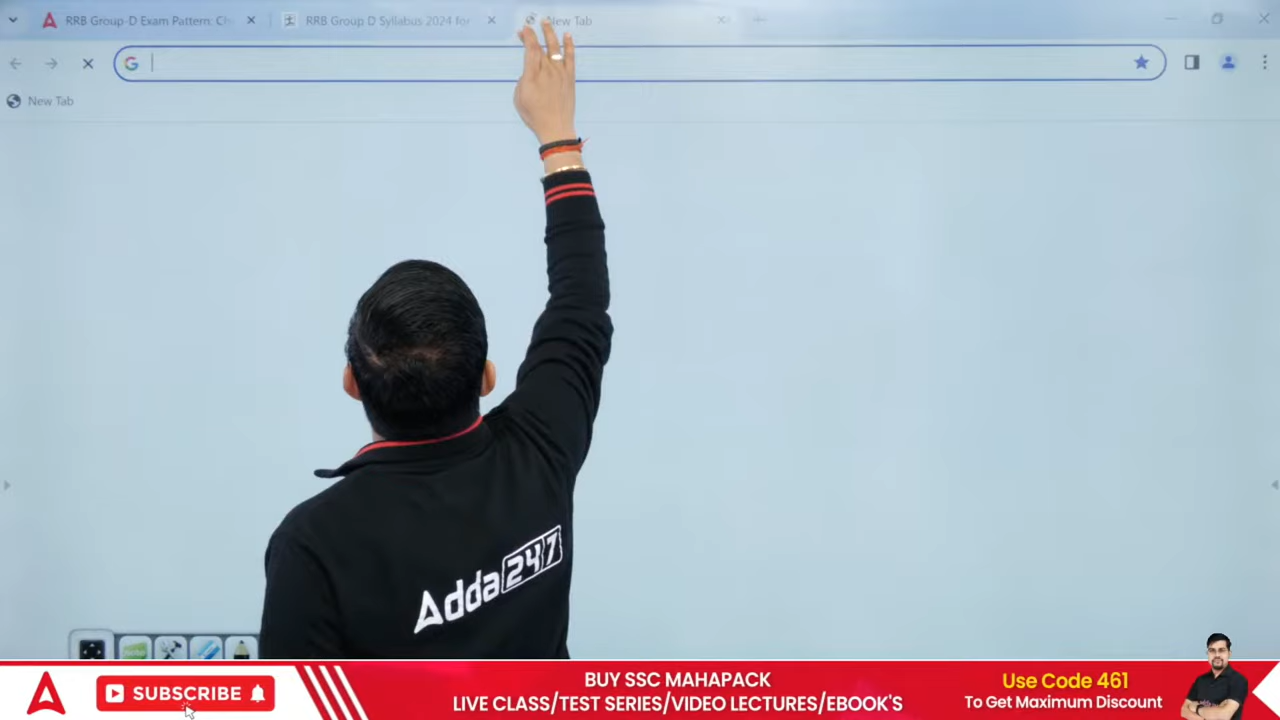 RRB Group-D Exam Pattern: Ch
RRB Group D Syllabus 2024 for
New Tab
G
New Tab
Adda247
SUBSCRIBE
BUY SSC MAHAPACK
LIVE CLASS/TEST SERIES/VIDEO LECTURES/EBOOK'S
Use Code 461
To Get Maximum Discount